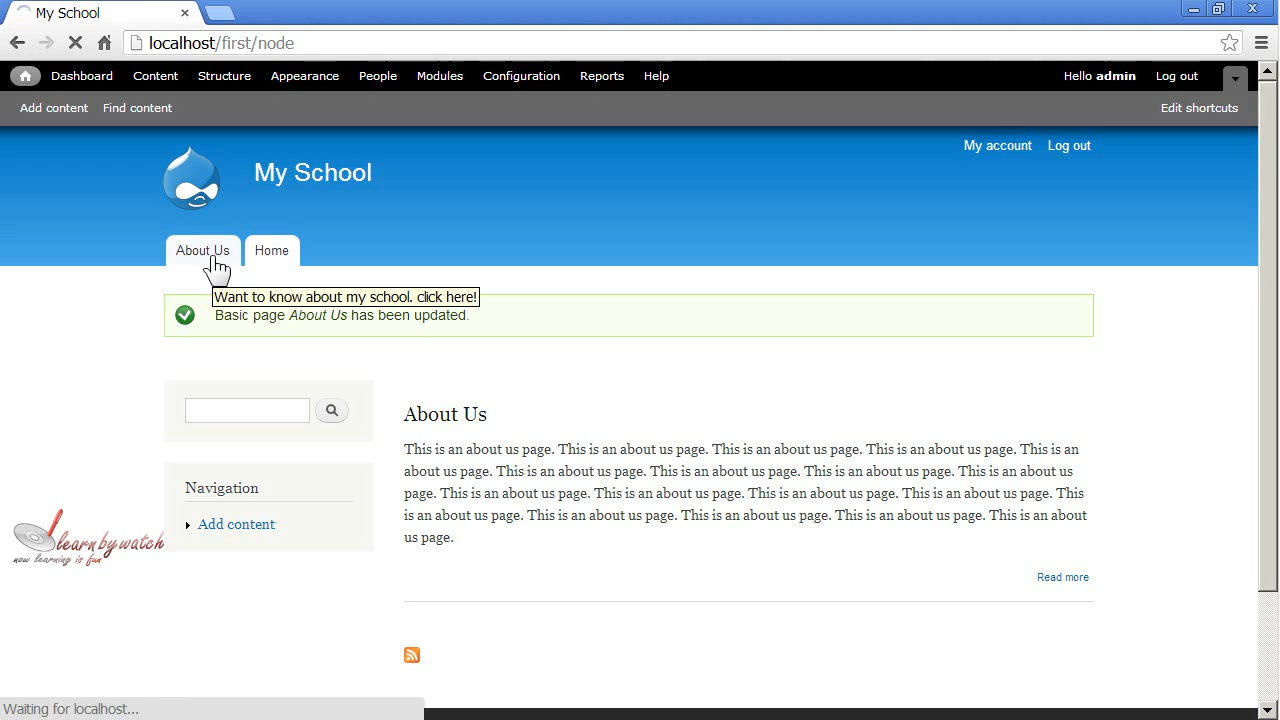 My School
localhost/first/node
Dashboard Content Structure Appearance People Modules Configuration Reports Help Hello admin Log out
Add content Find content Edit shortcuts
My account Log out
My School
About Us Home
Want to know about my school. click here!
Basic page About Us has been updated.
About Us
This is an about us page. This is an about us page. This is an about us page. This is an about us page. This is an
about us page. This is an about us page. This is an about us page. This is an about us page. This is an about us
page. This is an about us page. This is an about us page. This is an about us page. This is an about us page. This
is an about us page. This is an about us page. This is an about us page. This is an about us page. This is an about
us page.
Navigation
Add content
learnbywatch
now learning is fun
Read more
Waiting for localhost...